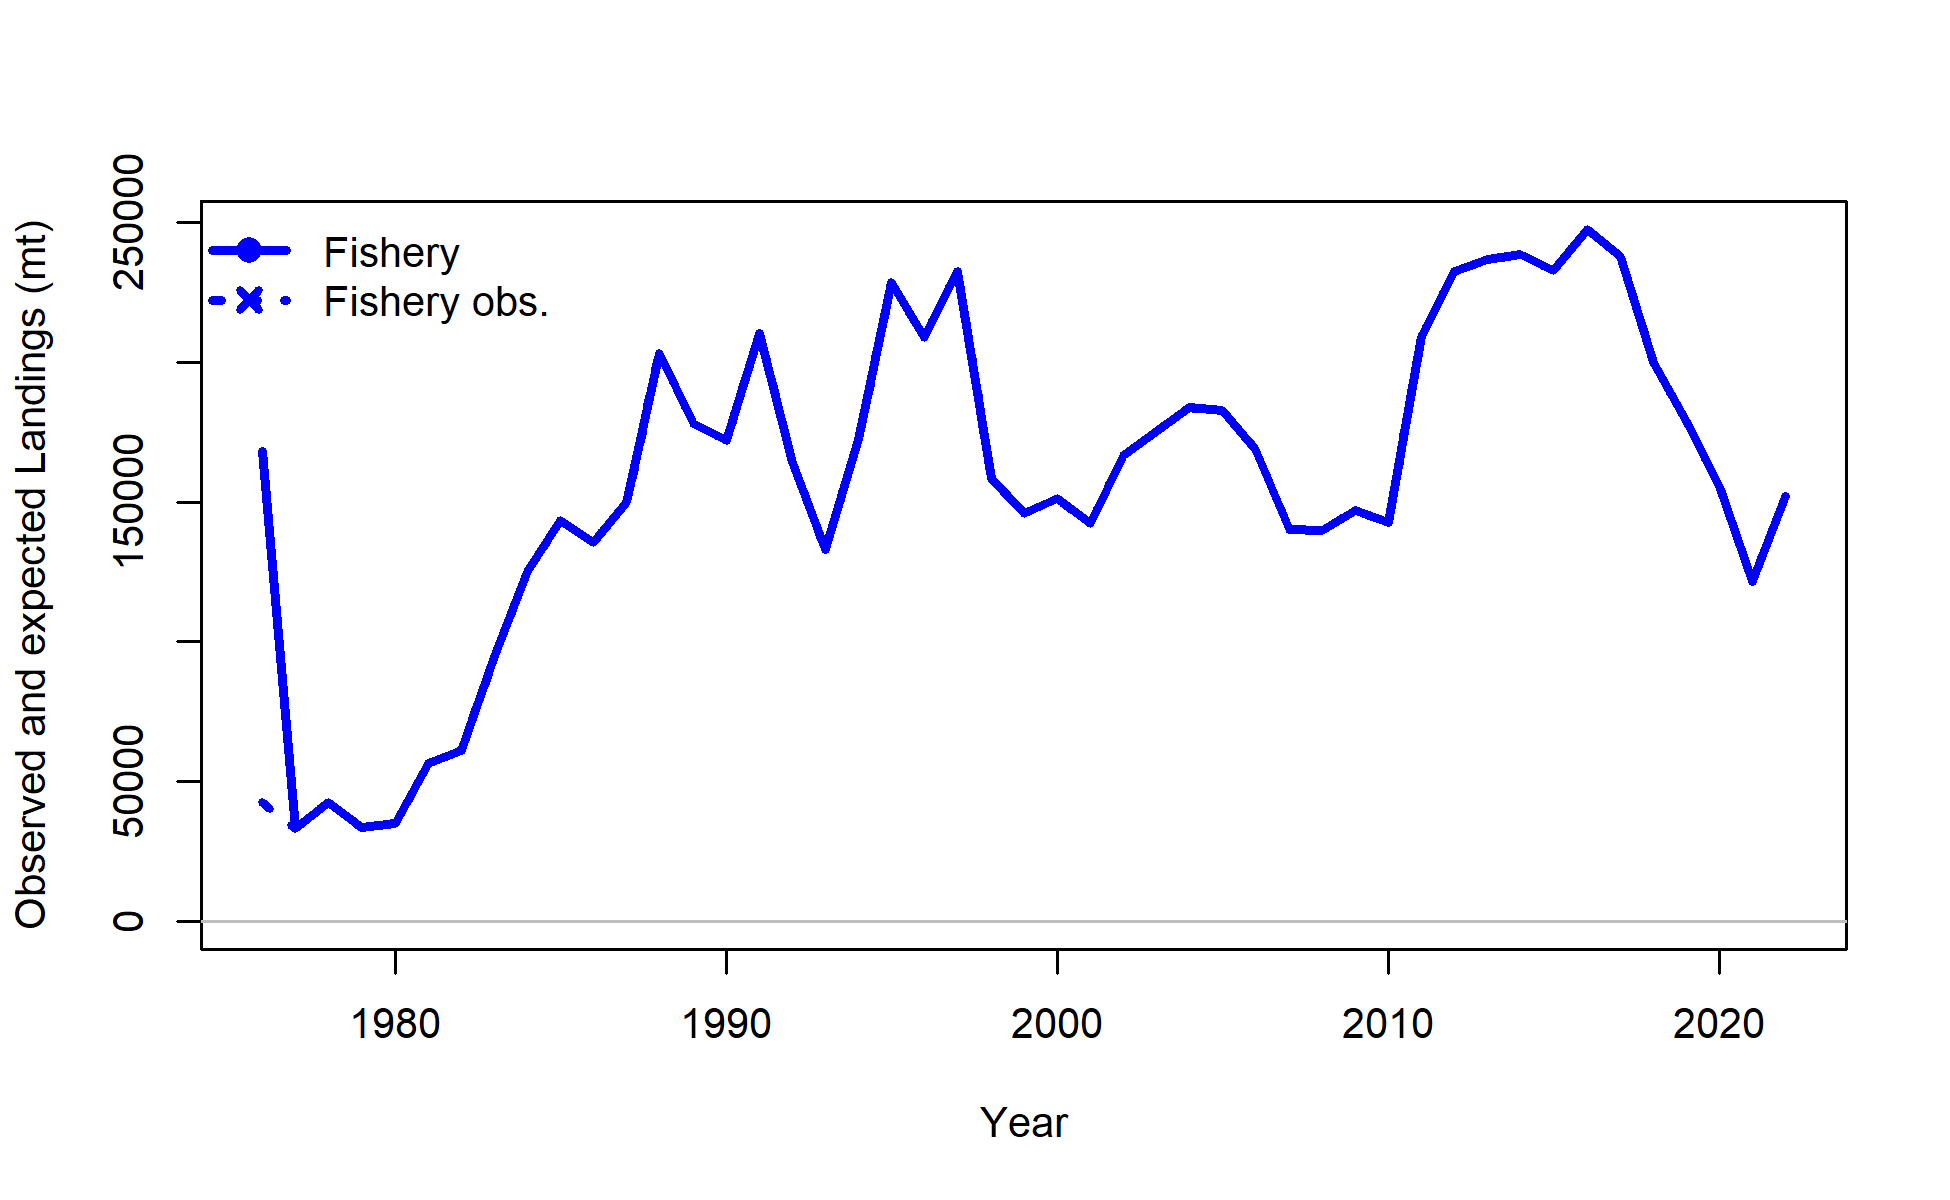 Observed and expected Landings (mt)
250000
150000
50000
0
Fishery
Fishery obs.
1980 1990 2000 2010 2020
Year